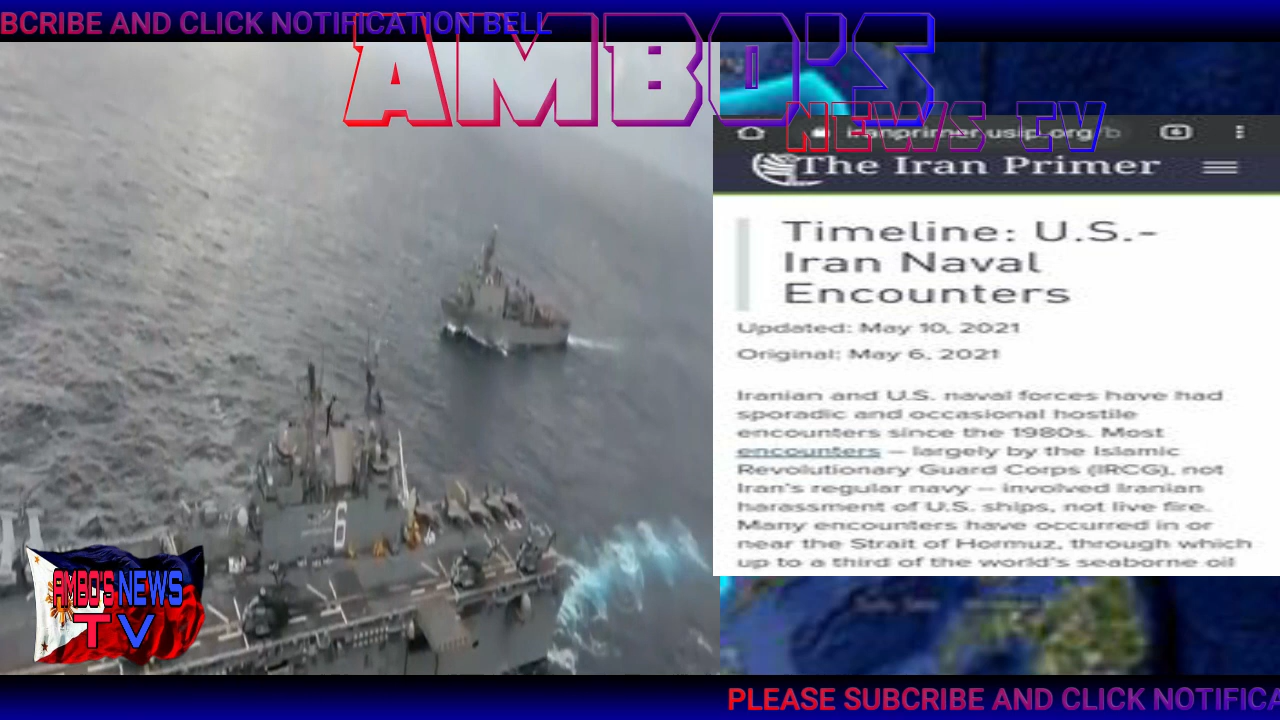 BCRIBE AND CLICK NOTIFICATION BELL
AMBO'S
NEWS TV
iranprimer.usip.org/b
The Iran Primer
Timeline: U.S.-
Iran Naval
Encounters
Updated: May 10, 2021
Original: May 6, 2021
Iranian and U.S. naval forces have had
sporadic and occasional hostile
encounters since the 1980s. Most
encounters – largely by the Islamic
Revolutionary Guard Corps (IRCG), not
Iran's regular navy – involved Iranian
harassment of U.S. ships, not live fire.
Many encounters have occurred in or
near the Strait of Hormuz, through which
up to a third of the world's seaborne oil
6
AMBO'S NEWS
TV
PLEASE SUBCRIBE AND CLICK NOTIFICA